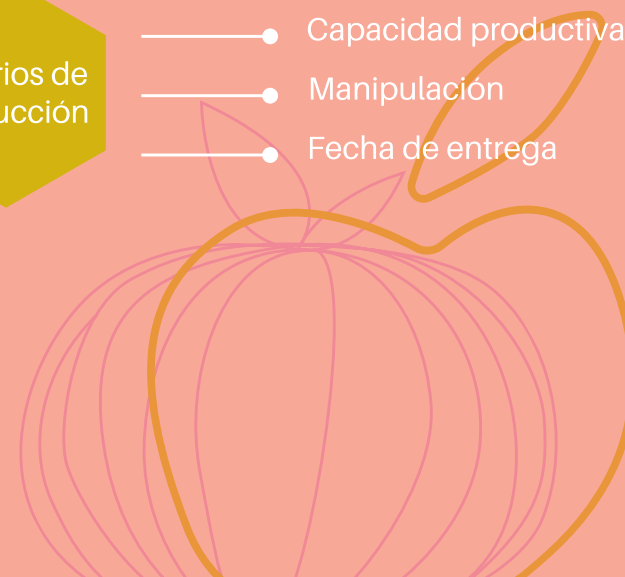 Capacidad productiva
rios de
ucción
Manipulación
Fecha de entrega